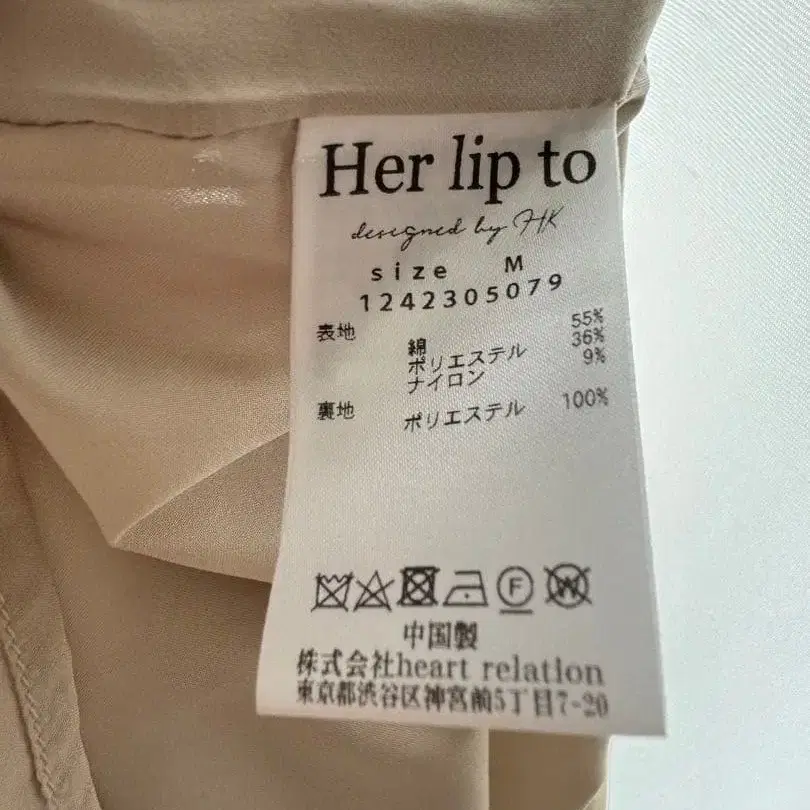 Her lip to
designed by HK
size M
1242305079
表地 綿 55%
ポリエステル 36%
ナイロン 9%
裏地 ポリエステル 100%
F W
中国製
株式会社heart relation
東京都渋谷区神宮前5丁目7-20